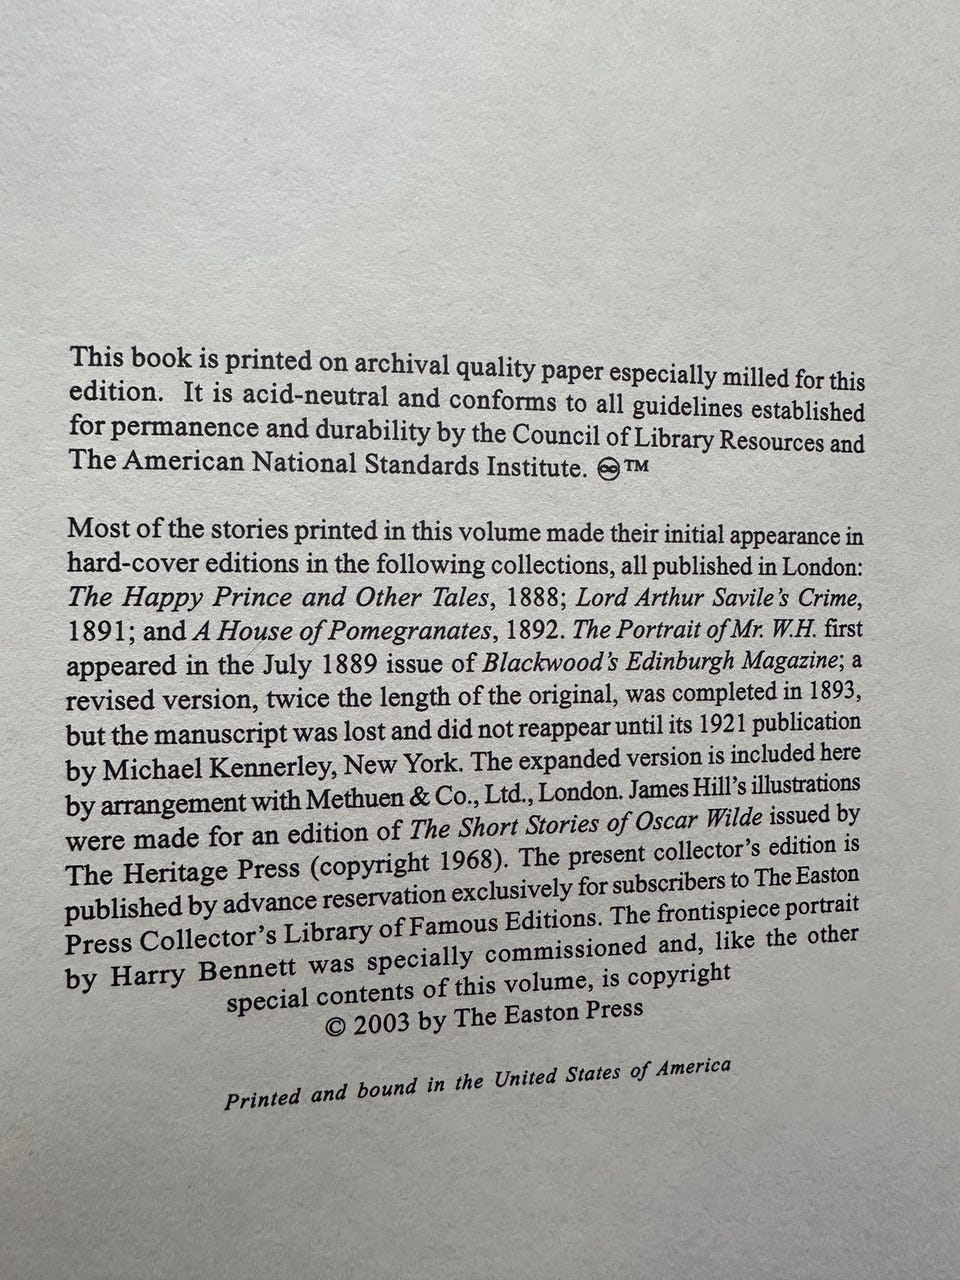 This book is printed on archival quality paper especially milled for this
edition. It is acid-neutral and conforms to all guidelines established
for permanence and durability by the Council of Library Resources and
The American National Standards Institute. ♾™
Most of the stories printed in this volume made their initial appearance in
hard-cover editions in the following collections, all published in London:
The Happy Prince and Other Tales, 1888; Lord Arthur Savile's Crime,
1891; and A House of Pomegranates, 1892. The Portrait of Mr. W.H. first
appeared in the July 1889 issue of Blackwood's Edinburgh Magazine; a
revised version, twice the length of the original, was completed in 1893,
but the manuscript was lost and did not reappear until its 1921 publication
by Michael Kennerley, New York. The expanded version is included here
by arrangement with Methuen & Co., Ltd., London. James Hill's illustrations
were made for an edition of The Short Stories of Oscar Wilde issued by
The Heritage Press (copyright 1968). The present collector's edition is
published by advance reservation exclusively for subscribers to The Easton
Press Collector's Library of Famous Editions. The frontispiece portrait
by Harry Bennett was specially commissioned and, like the other
special contents of this volume, is copyright
© 2003 by The Easton Press
Printed and bound in the United States of America